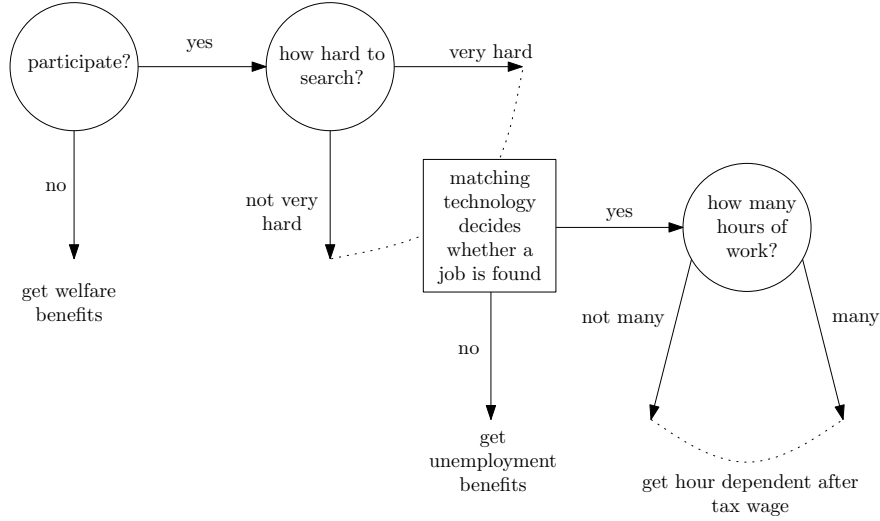 participate?
yes
how hard to
search?
very hard
no
not very
hard
get welfare
benefits
matching
technology
decides
whether a
job is found
yes
how many
hours of
work?
no
not many
many
get
unemployment
benefits
get hour dependent after
tax wage